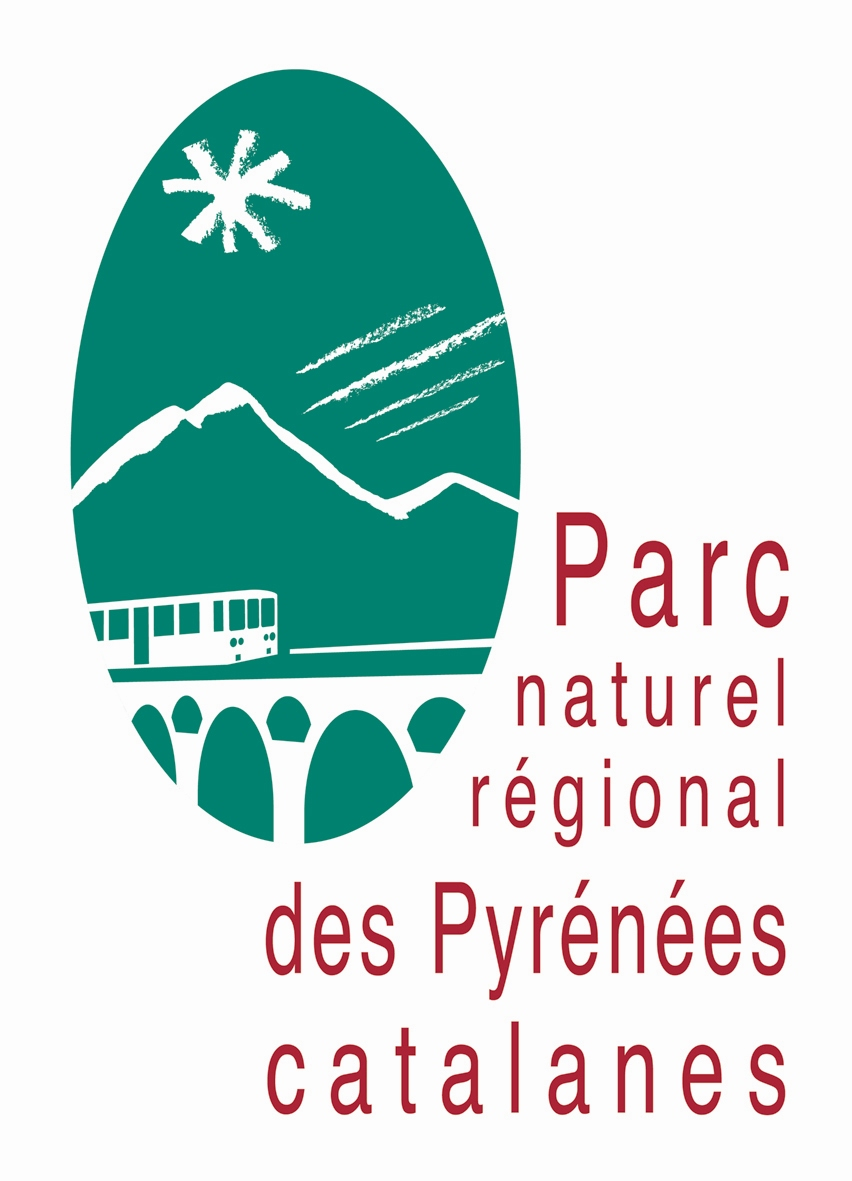 Parc
naturel
régional
des Pyrénées
catalanes